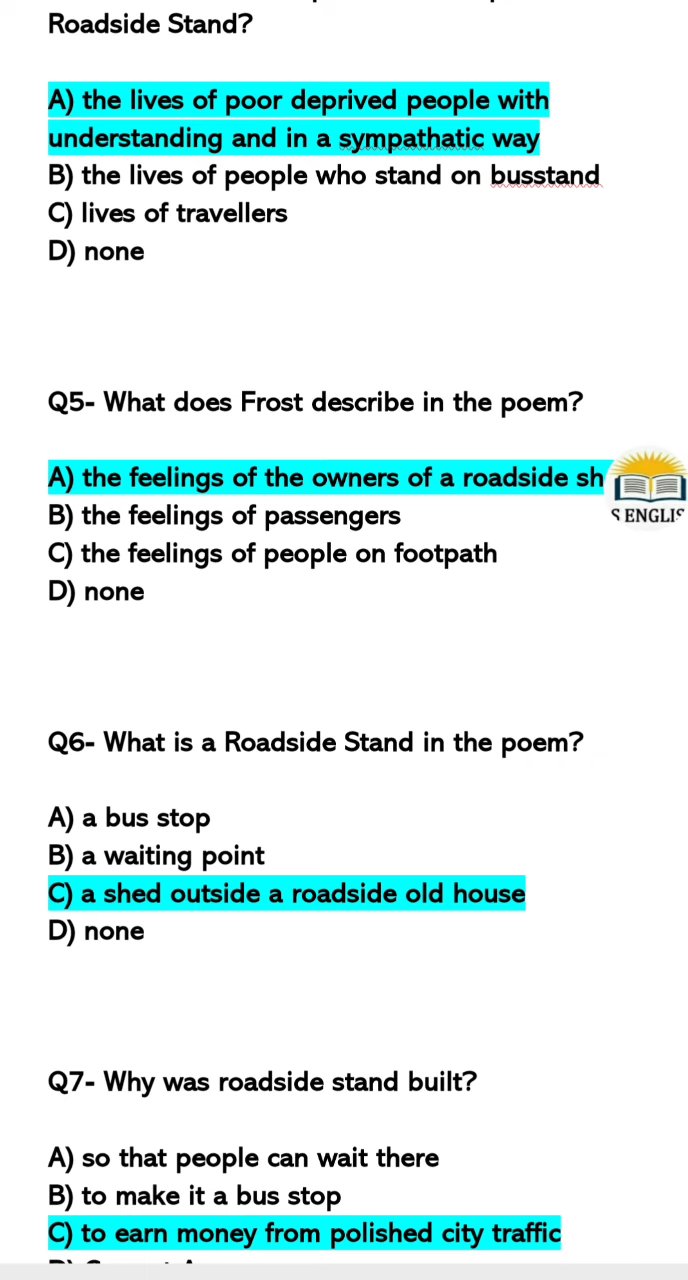 Roadside Stand?
A) the lives of poor deprived people with
understanding and in a sympathatic way
B) the lives of people who stand on busstand
C) lives of travellers
D) none
Q5- What does Frost describe in the poem?
A) the feelings of the owners of a roadside sh
B) the feelings of passengers
S ENGLIS
C) the feelings of people on footpath
D) none
Q6- What is a Roadside Stand in the poem?
A) a bus stop
B) a waiting point
C) a shed outside a roadside old house
D) none
Q7- Why was roadside stand built?
A) so that people can wait there
B) to make it a bus stop
C) to earn money from polished city traffic